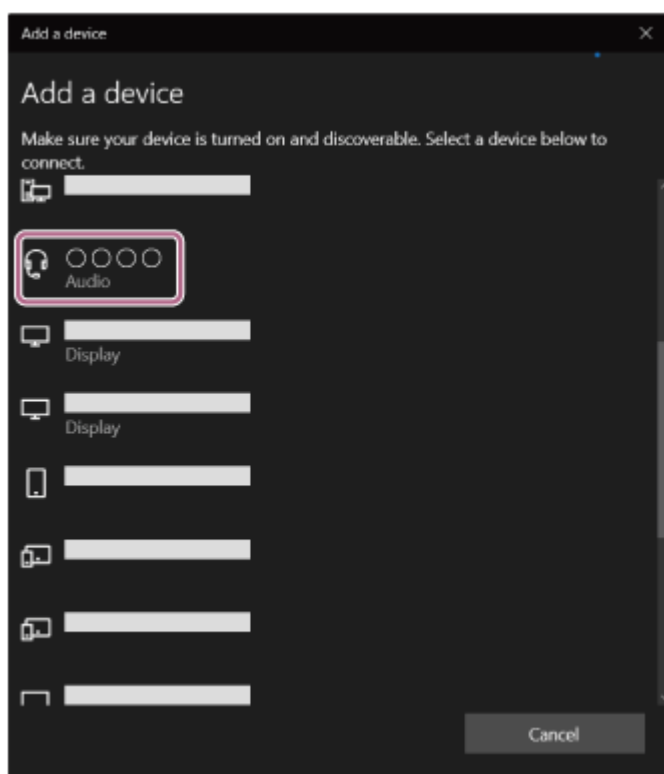 Add a device
Add a device
Make sure your device is turned on and discoverable. Select a device below to
connect.
○○○○
Audio
Display
Display
Cancel